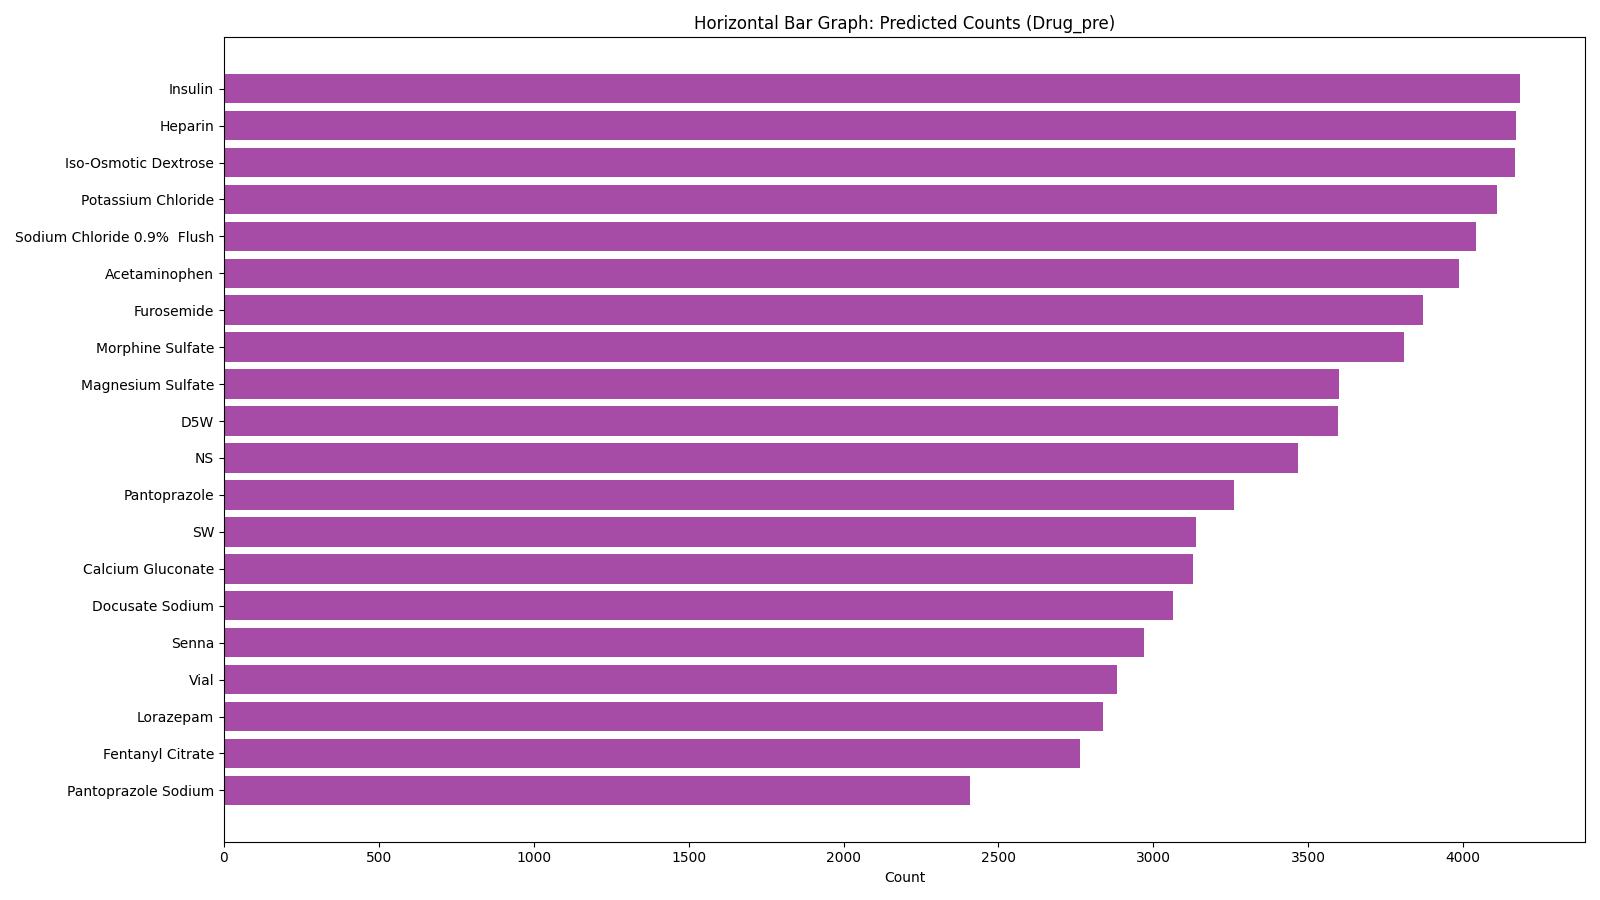 Horizontal Bar Graph: Predicted Counts (Drug_pre)
Insulin
Heparin
Iso-Osmotic Dextrose
Potassium Chloride
Sodium Chloride 0.9%  Flush
Acetaminophen
Furosemide
Morphine Sulfate
Magnesium Sulfate
D5W
NS
Pantoprazole
SW
Calcium Gluconate
Docusate Sodium
Senna
Vial
Lorazepam
Fentanyl Citrate
Pantoprazole Sodium
0 500 1000 1500 2000 2500 3000 3500 4000
Count